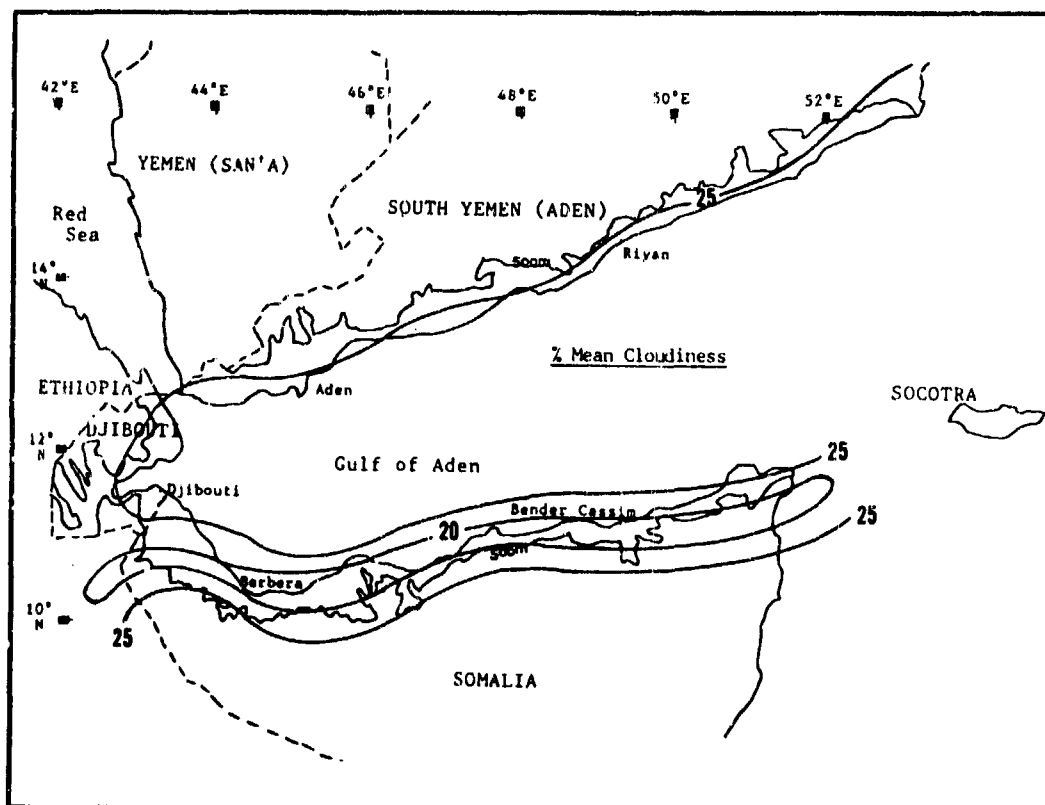 42°E
44°E
46°E
48°E
50°E
52°E
YEMEN (SAN'A)
SOUTH YEMEN (ADEN)
25
Red
Sea
500m
Riyan
14°
N
% Mean Cloudiness
ETHIOPIA
Aden
SOCOTRA
DJIBOUTI
12°
N
Gulf of Aden
25
Djibouti
Bender Cassim
20
25
500m
Berbera
10°
N
25
SOMALIA